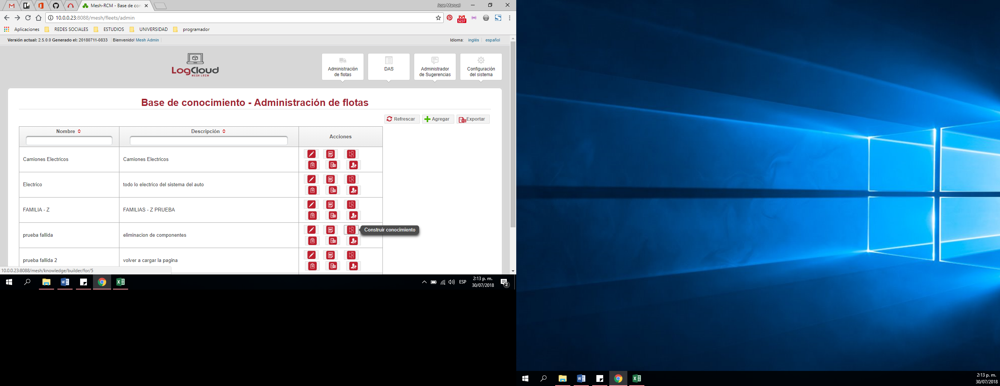 Mesh-RCM - Base de con
Jose Manuel
10.0.0.23:8088/mesh/fleets/admin
5237
Aplicaciones REDES SOCIALES ESTUDIOS UNIVERSIDAD programador
Versión actual: 2.5.0.0 Generado el: 20180711-0833 Bienvenido! Mesh Admin
Idioma: inglés español
LogCloud
MESH LRCM
Administración
de flotas
DAS
Administrador
de Sugerencias
Configuración
del sistema
Base de conocimiento - Administración de flotas
Refrescar Agregar Exportar
Nombre Descripción Acciones
Camiones Electricos Camiones Electricos
Electrico todo lo electrico del sistema del auto
FAMILIA - Z FAMILIAS - Z PRUEBA
prueba fallida eliminacion de componentes
Construir conocimiento
prueba fallida 2 volver a cargar la pagina
10.0.0.23:8088/mesh/knowledge/builder/for/5
ESP
2:13 p. m.
30/07/2018
2
2:13 p. m.
30/07/2018